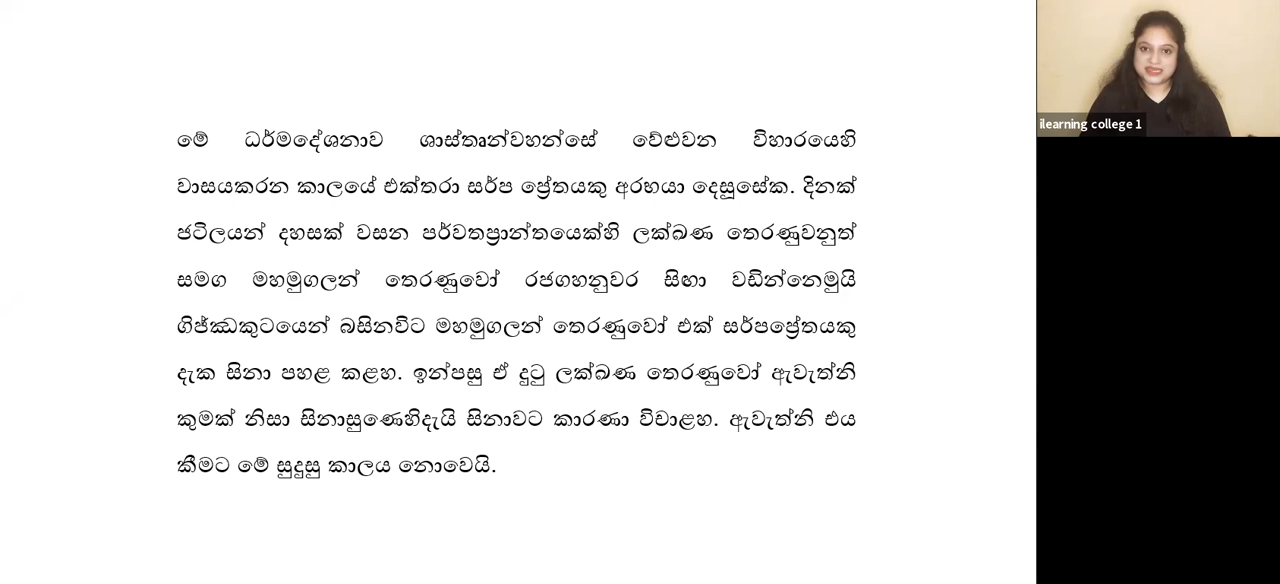 මේ ධර්මදේශනාව ශාස්තෘන්වහන්සේ වේළුවන විහාරයෙහි
වාසයකරන කාලයේ එක්තරා සර්ප ප්‍රේතයකු අරභයා දෙසූසේක. දිනක්
ජටිලයන් දහසක් වසන පර්වතප්‍රාන්තයෙක්හි ලක්ඛණ තෙරණුවනුත්
සමග මහමුගලන් තෙරණුවෝ රජගහනුවර සිඟා වඩින්නෙමුයි
ගිජ්ඣකුටයෙන් බසිනවිට මහමුගලන් තෙරණුවෝ එක් සර්පප්‍රේතයකු
දැක සිනා පහළ කළහ. ඉන්පසු ඒ දුටු ලක්ඛණ තෙරණුවෝ ඇවැත්නි
කුමක් නිසා සිනාසුණෙහිදැයි සිනාවට කාරණා විචාළහ. ඇවැත්නි එය
කීමට මේ සුදුසු කාලය නොවෙයි.
ilearning college 1